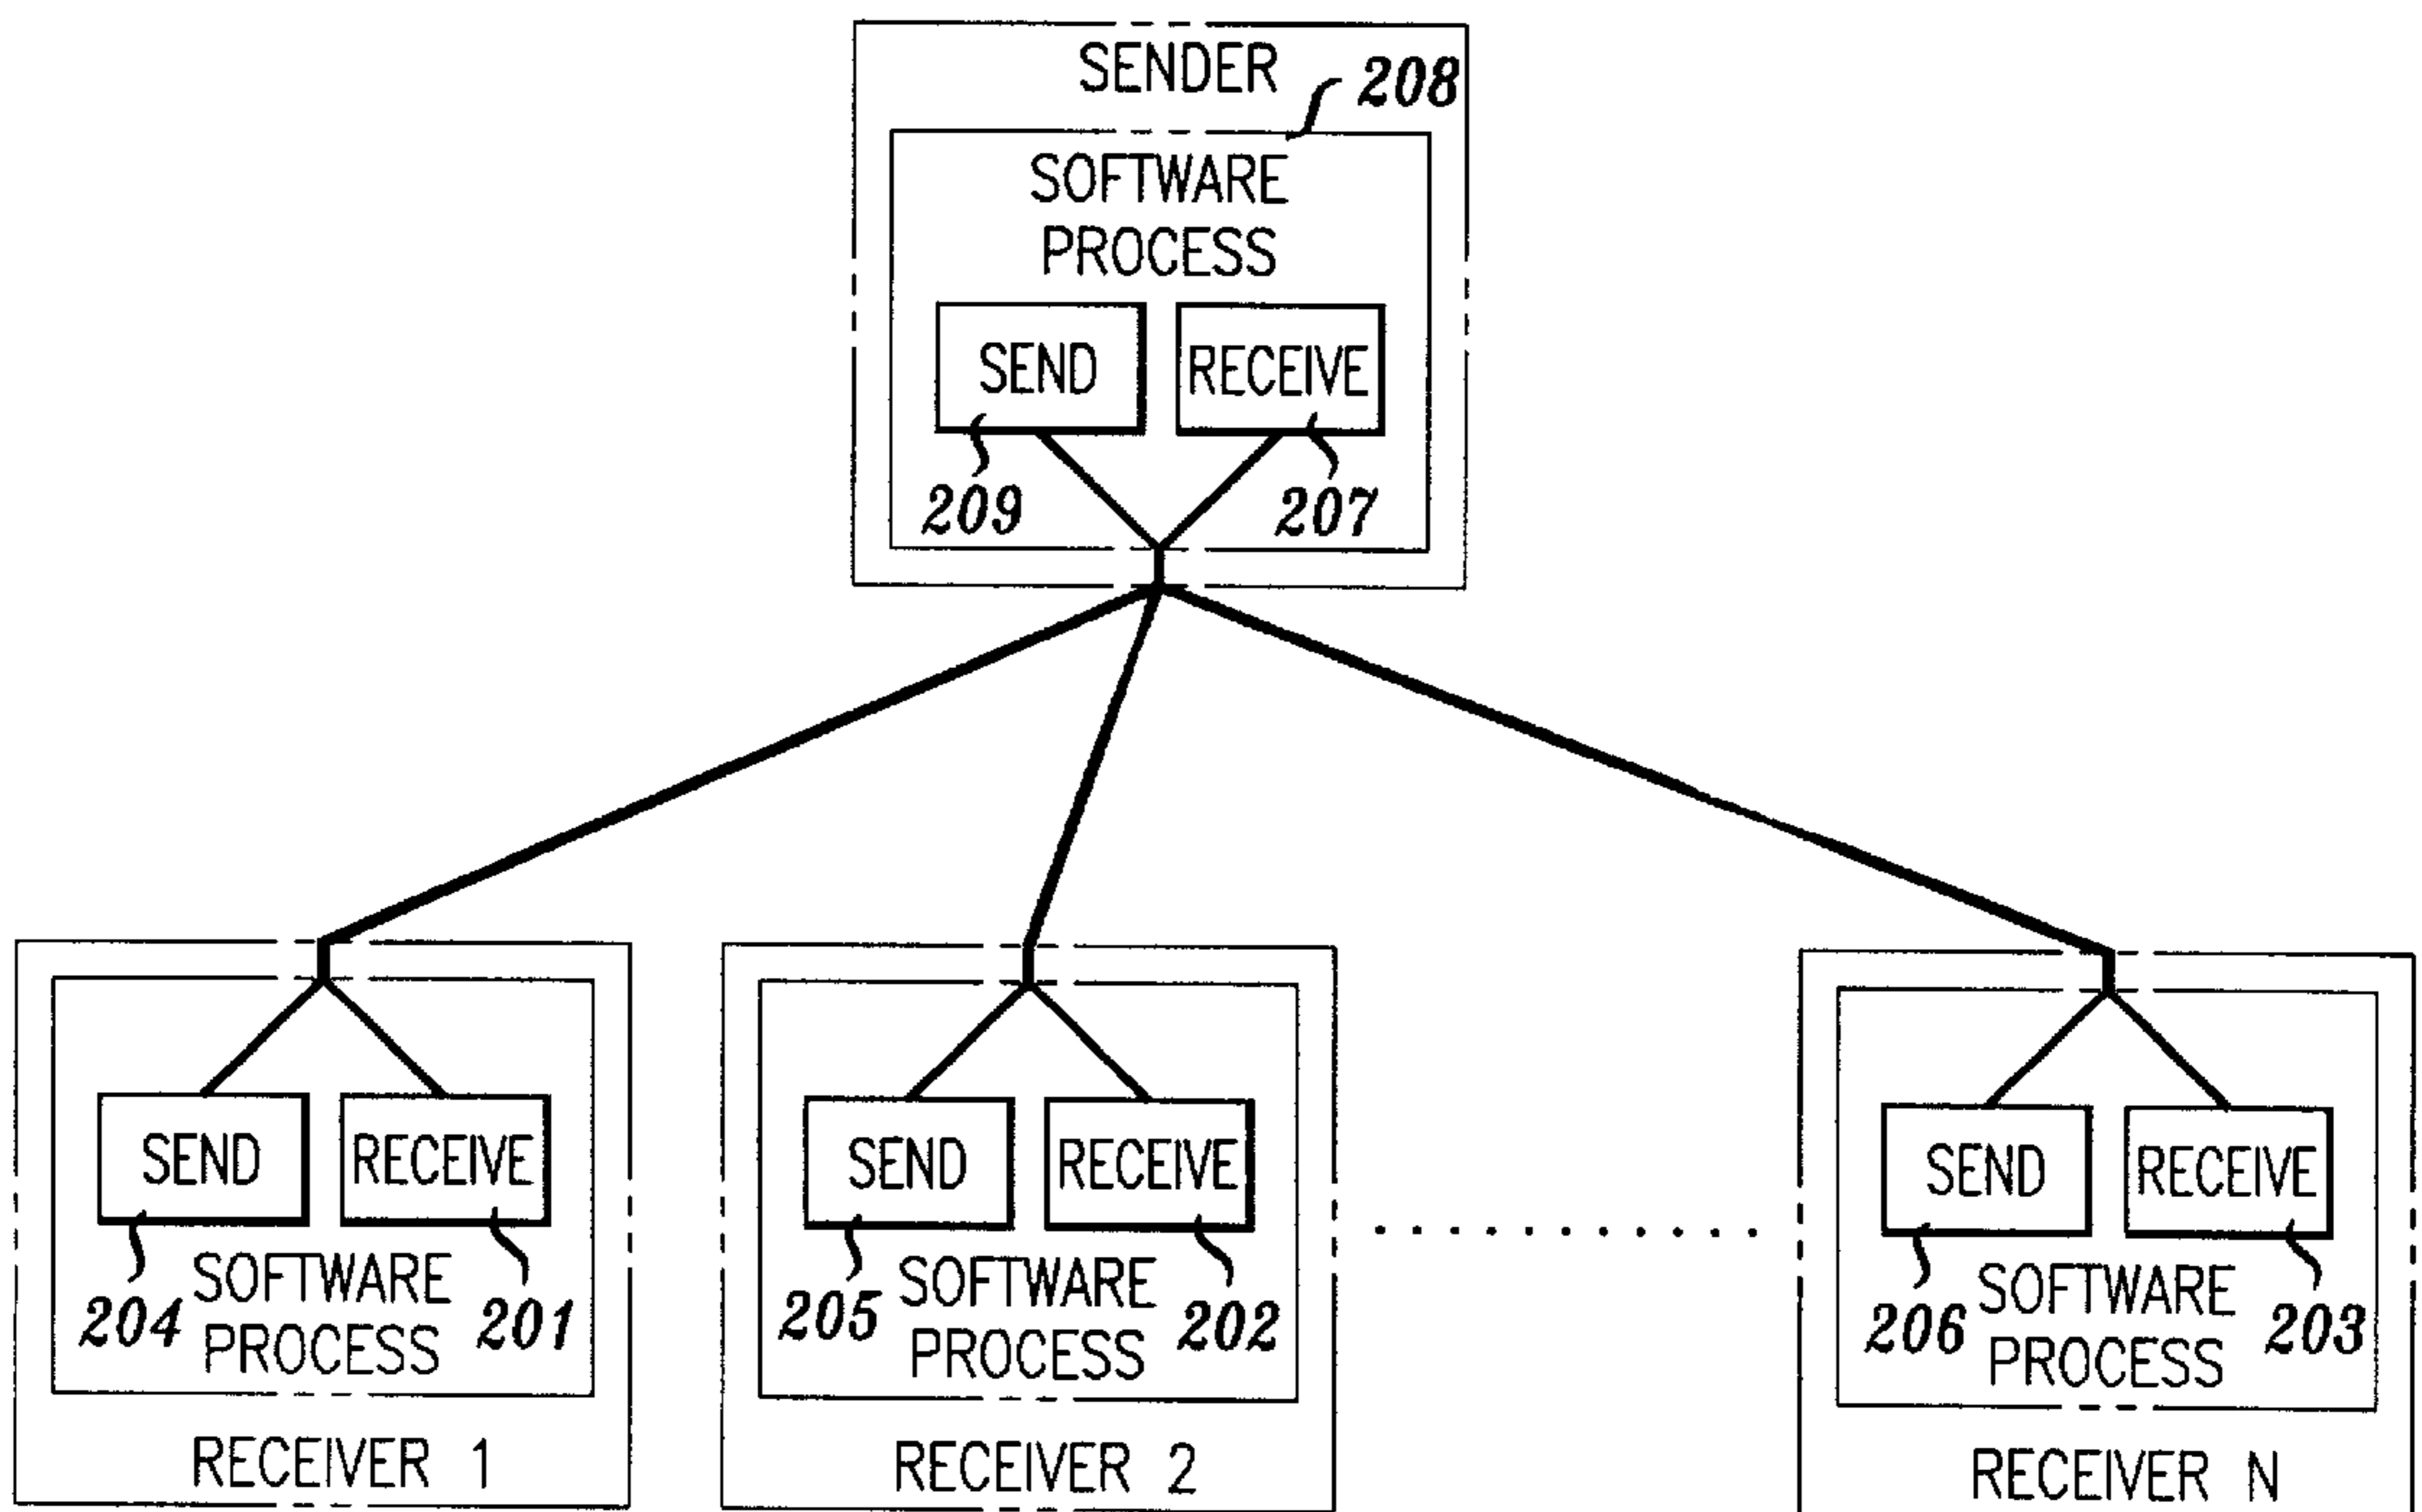 SENDER
208
SOFTWARE
PROCESS
SEND RECEIVE
209 207
SEND RECEIVE
204 SOFTWARE 201
PROCESS
RECEIVER 1
SEND RECEIVE
205 SOFTWARE 202
PROCESS
RECEIVER 2
..........
SEND RECEIVE
206 SOFTWARE 203
PROCESS
RECEIVER N